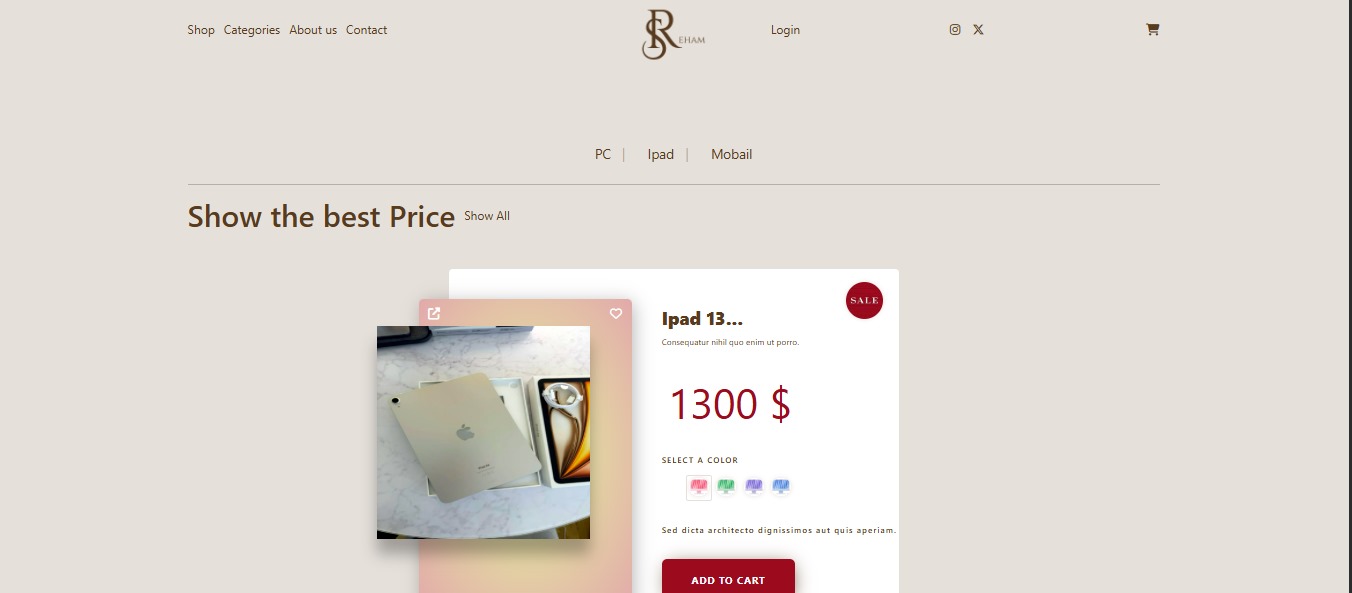 Shop Categories About us Contact
SR EHAM
Login
PC | Ipad | Mobail
Show the best Price Show All
SALE
Ipad 13...
Consequatur nihil quo enim ut porro.
1300 $
SELECT A COLOR
Sed dicta architecto dignissimos aut quis aperiam.
ADD TO CART